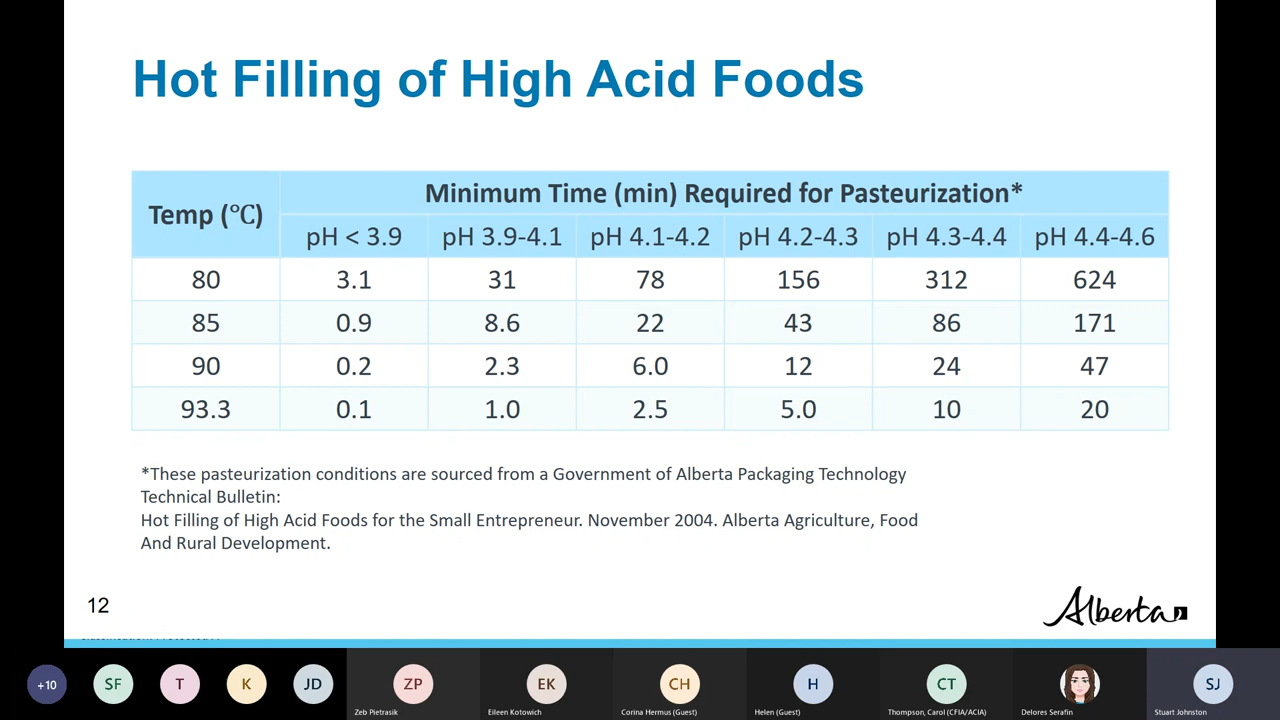 Hot Filling of High Acid Foods
Temp (℃)
Minimum Time (min) Required for Pasteurization*
pH < 3.9 pH 3.9-4.1 pH 4.1-4.2 pH 4.2-4.3 pH 4.3-4.4 pH 4.4-4.6
80 3.1 31 78 156 312 624
85 0.9 8.6 22 43 86 171
90 0.2 2.3 6.0 12 24 47
93.3 0.1 1.0 2.5 5.0 10 20
*These pasteurization conditions are sourced from a Government of Alberta Packaging Technology
Technical Bulletin:
Hot Filling of High Acid Foods for the Small Entrepreneur. November 2004. Alberta Agriculture, Food
And Rural Development.
12
Alberta
+10 SF T K JD ZP EK CH H CT SJ
Zeb Pietrasik Eileen Kotowich Corina Hermus (Guest) Helen (Guest) Thompson, Carol (CFIA/ACIA) Delores Serafin Stuart Johnston